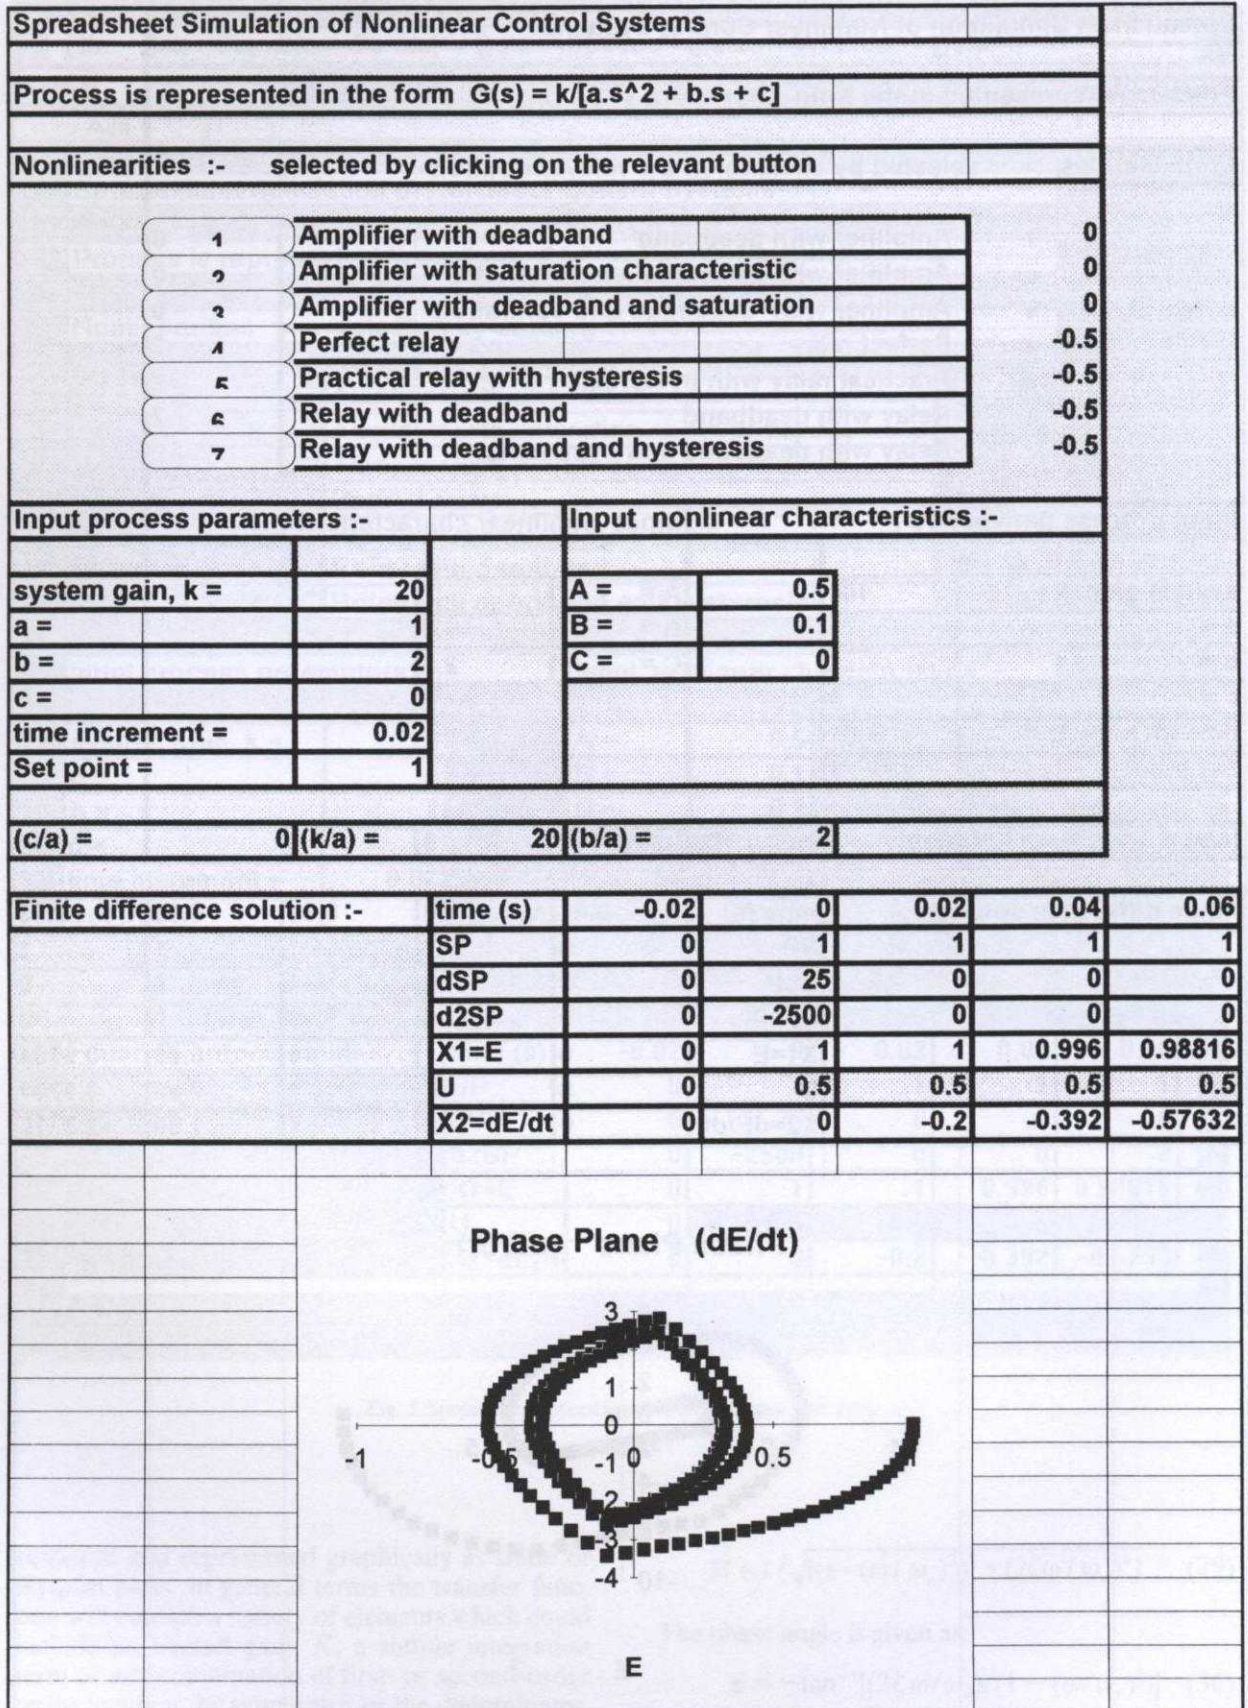 Spreadsheet Simulation of Nonlinear Control Systems
Process is represented in the form G(s) = k/[a.s^2 + b.s + c]
Nonlinearities :- selected by clicking on the relevant button
1 Amplifier with deadband 0
2 Amplifier with saturation characteristic 0
3 Amplifier with deadband and saturation 0
4 Perfect relay -0.5
5 Practical relay with hysteresis -0.5
6 Relay with deadband -0.5
7 Relay with deadband and hysteresis -0.5
Input process parameters :- Input nonlinear characteristics :-
system gain, k = 20 A = 0.5
a = 1 B = 0.1
b = 2 C = 0
c = 0
time increment = 0.02
Set point = 1
(c/a) = 0 (k/a) = 20 (b/a) = 2
Finite difference solution :- time (s) -0.02 0 0.02 0.04 0.06
SP 0 1 1 1 1
dSP 0 25 0 0 0
d2SP 0 -2500 0 0 0
X1=E 0 1 1 0.996 0.98816
U 0 0.5 0.5 0.5 0.5
X2=dE/dt 0 0 -0.2 -0.392 -0.57632
Phase Plane (dE/dt)
3
1
0
-1 -0.5 -1 0 0.5
-4
E